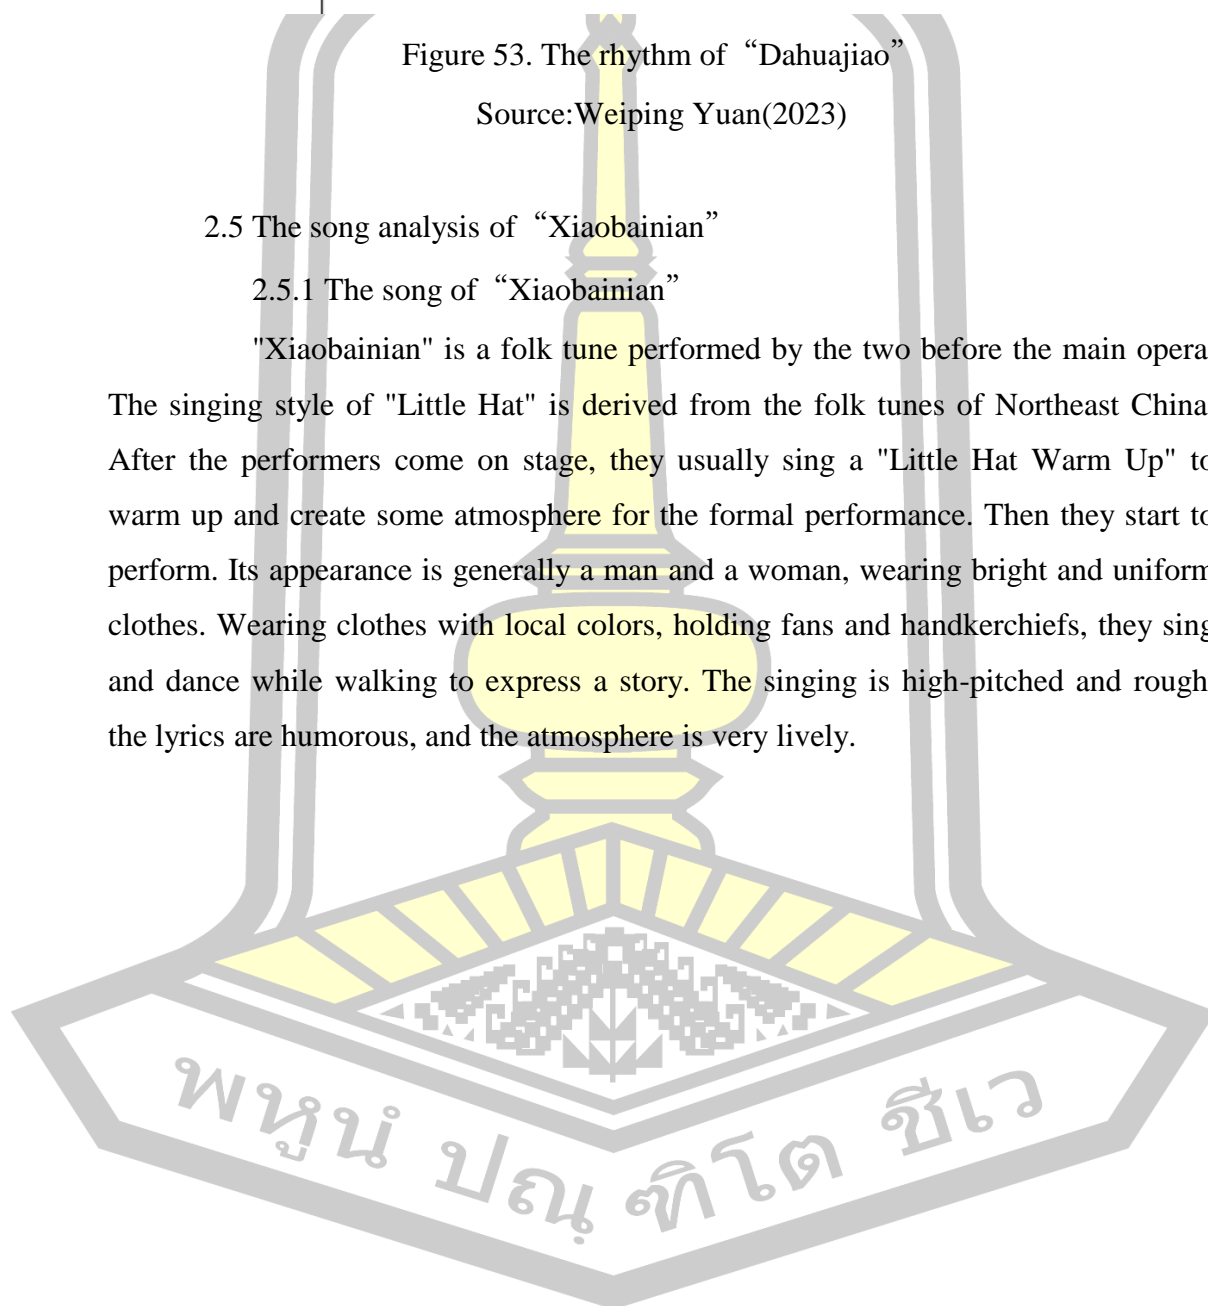 Figure 53. The rhythm of “Dahuajiao”
Source:Weiping Yuan(2023)
2.5 The song analysis of “Xiaobainian”
2.5.1 The song of “Xiaobainian”
"Xiaobainian" is a folk tune performed by the two before the main opera
The singing style of "Little Hat" is derived from the folk tunes of Northeast China
After the performers come on stage, they usually sing a "Little Hat Warm Up" to
warm up and create some atmosphere for the formal performance. Then they start to
perform. Its appearance is generally a man and a woman, wearing bright and uniform
clothes. Wearing clothes with local colors, holding fans and handkerchiefs, they sing
and dance while walking to express a story. The singing is high-pitched and rough
the lyrics are humorous, and the atmosphere is very lively.
พหูนํ ปณฺฑิโต ชีเว